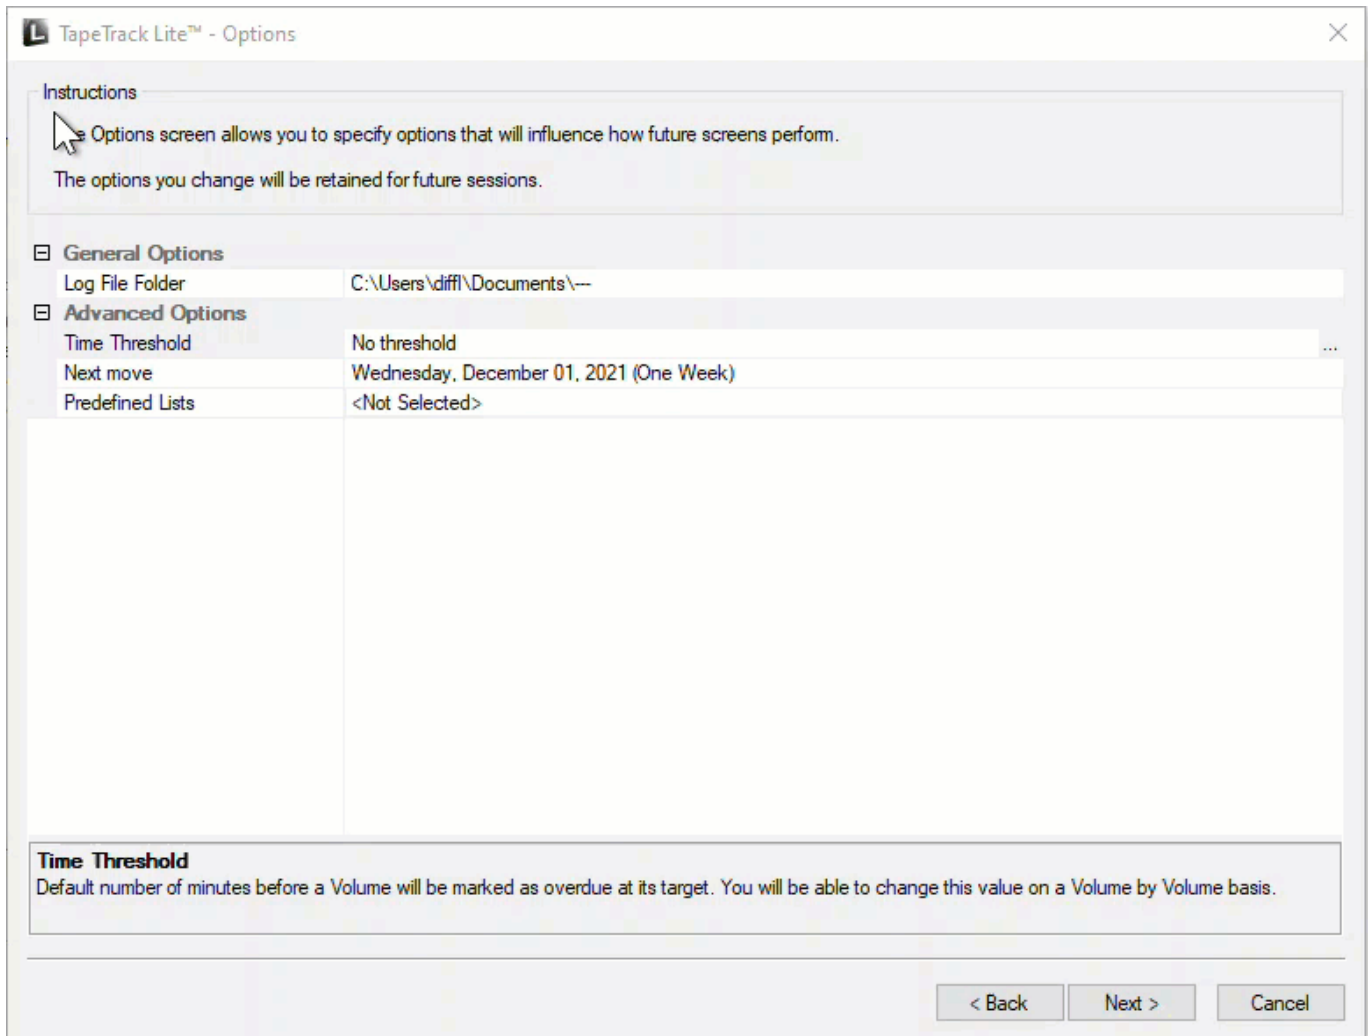 TapeTrack Lite™ - Options
Instructions
e Options screen allows you to specify options that will influence how future screens perform.
The options you change will be retained for future sessions.
General Options
Log File Folder C:\Users\diffl\Documents\---
Advanced Options
Time Threshold No threshold ...
Next move Wednesday, December 01, 2021 (One Week)
Predefined Lists <Not Selected>
Time Threshold
Default number of minutes before a Volume will be marked as overdue at its target. You will be able to change this value on a Volume by Volume basis.
< Back Next > Cancel